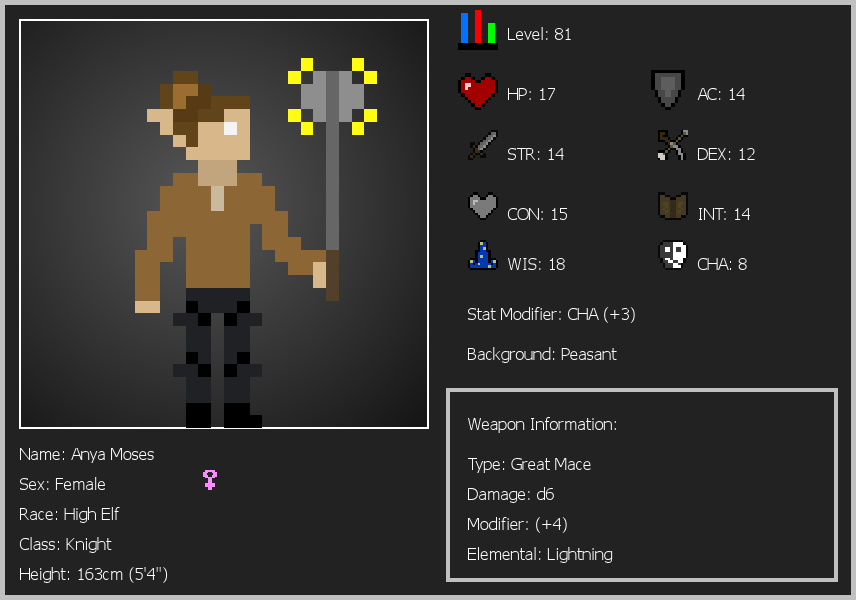 Level: 81
HP: 17
AC: 14
STR: 14
DEX: 12
CON: 15
INT: 14
WIS: 18
CHA: 8
Stat Modifier: CHA (+3)
Background: Peasant
Weapon Information:
Type: Great Mace
Damage: d6
Modifier: (+4)
Elemental: Lightning
Name: Anya Moses
Sex: Female
Race: High Elf
Class: Knight
Height: 163cm (5'4")